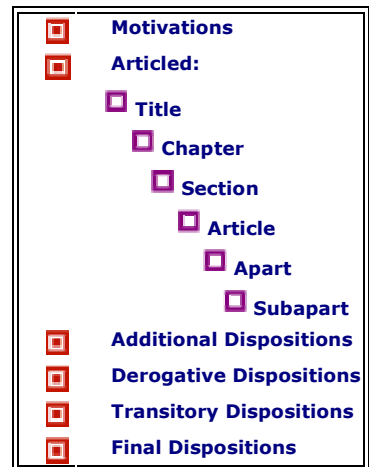 Motivations
Articled:
Title
Chapter
Section
Article
Apart
Subapart
Additional Dispositions
Derogative Dispositions
Transitory Dispositions
Final Dispositions